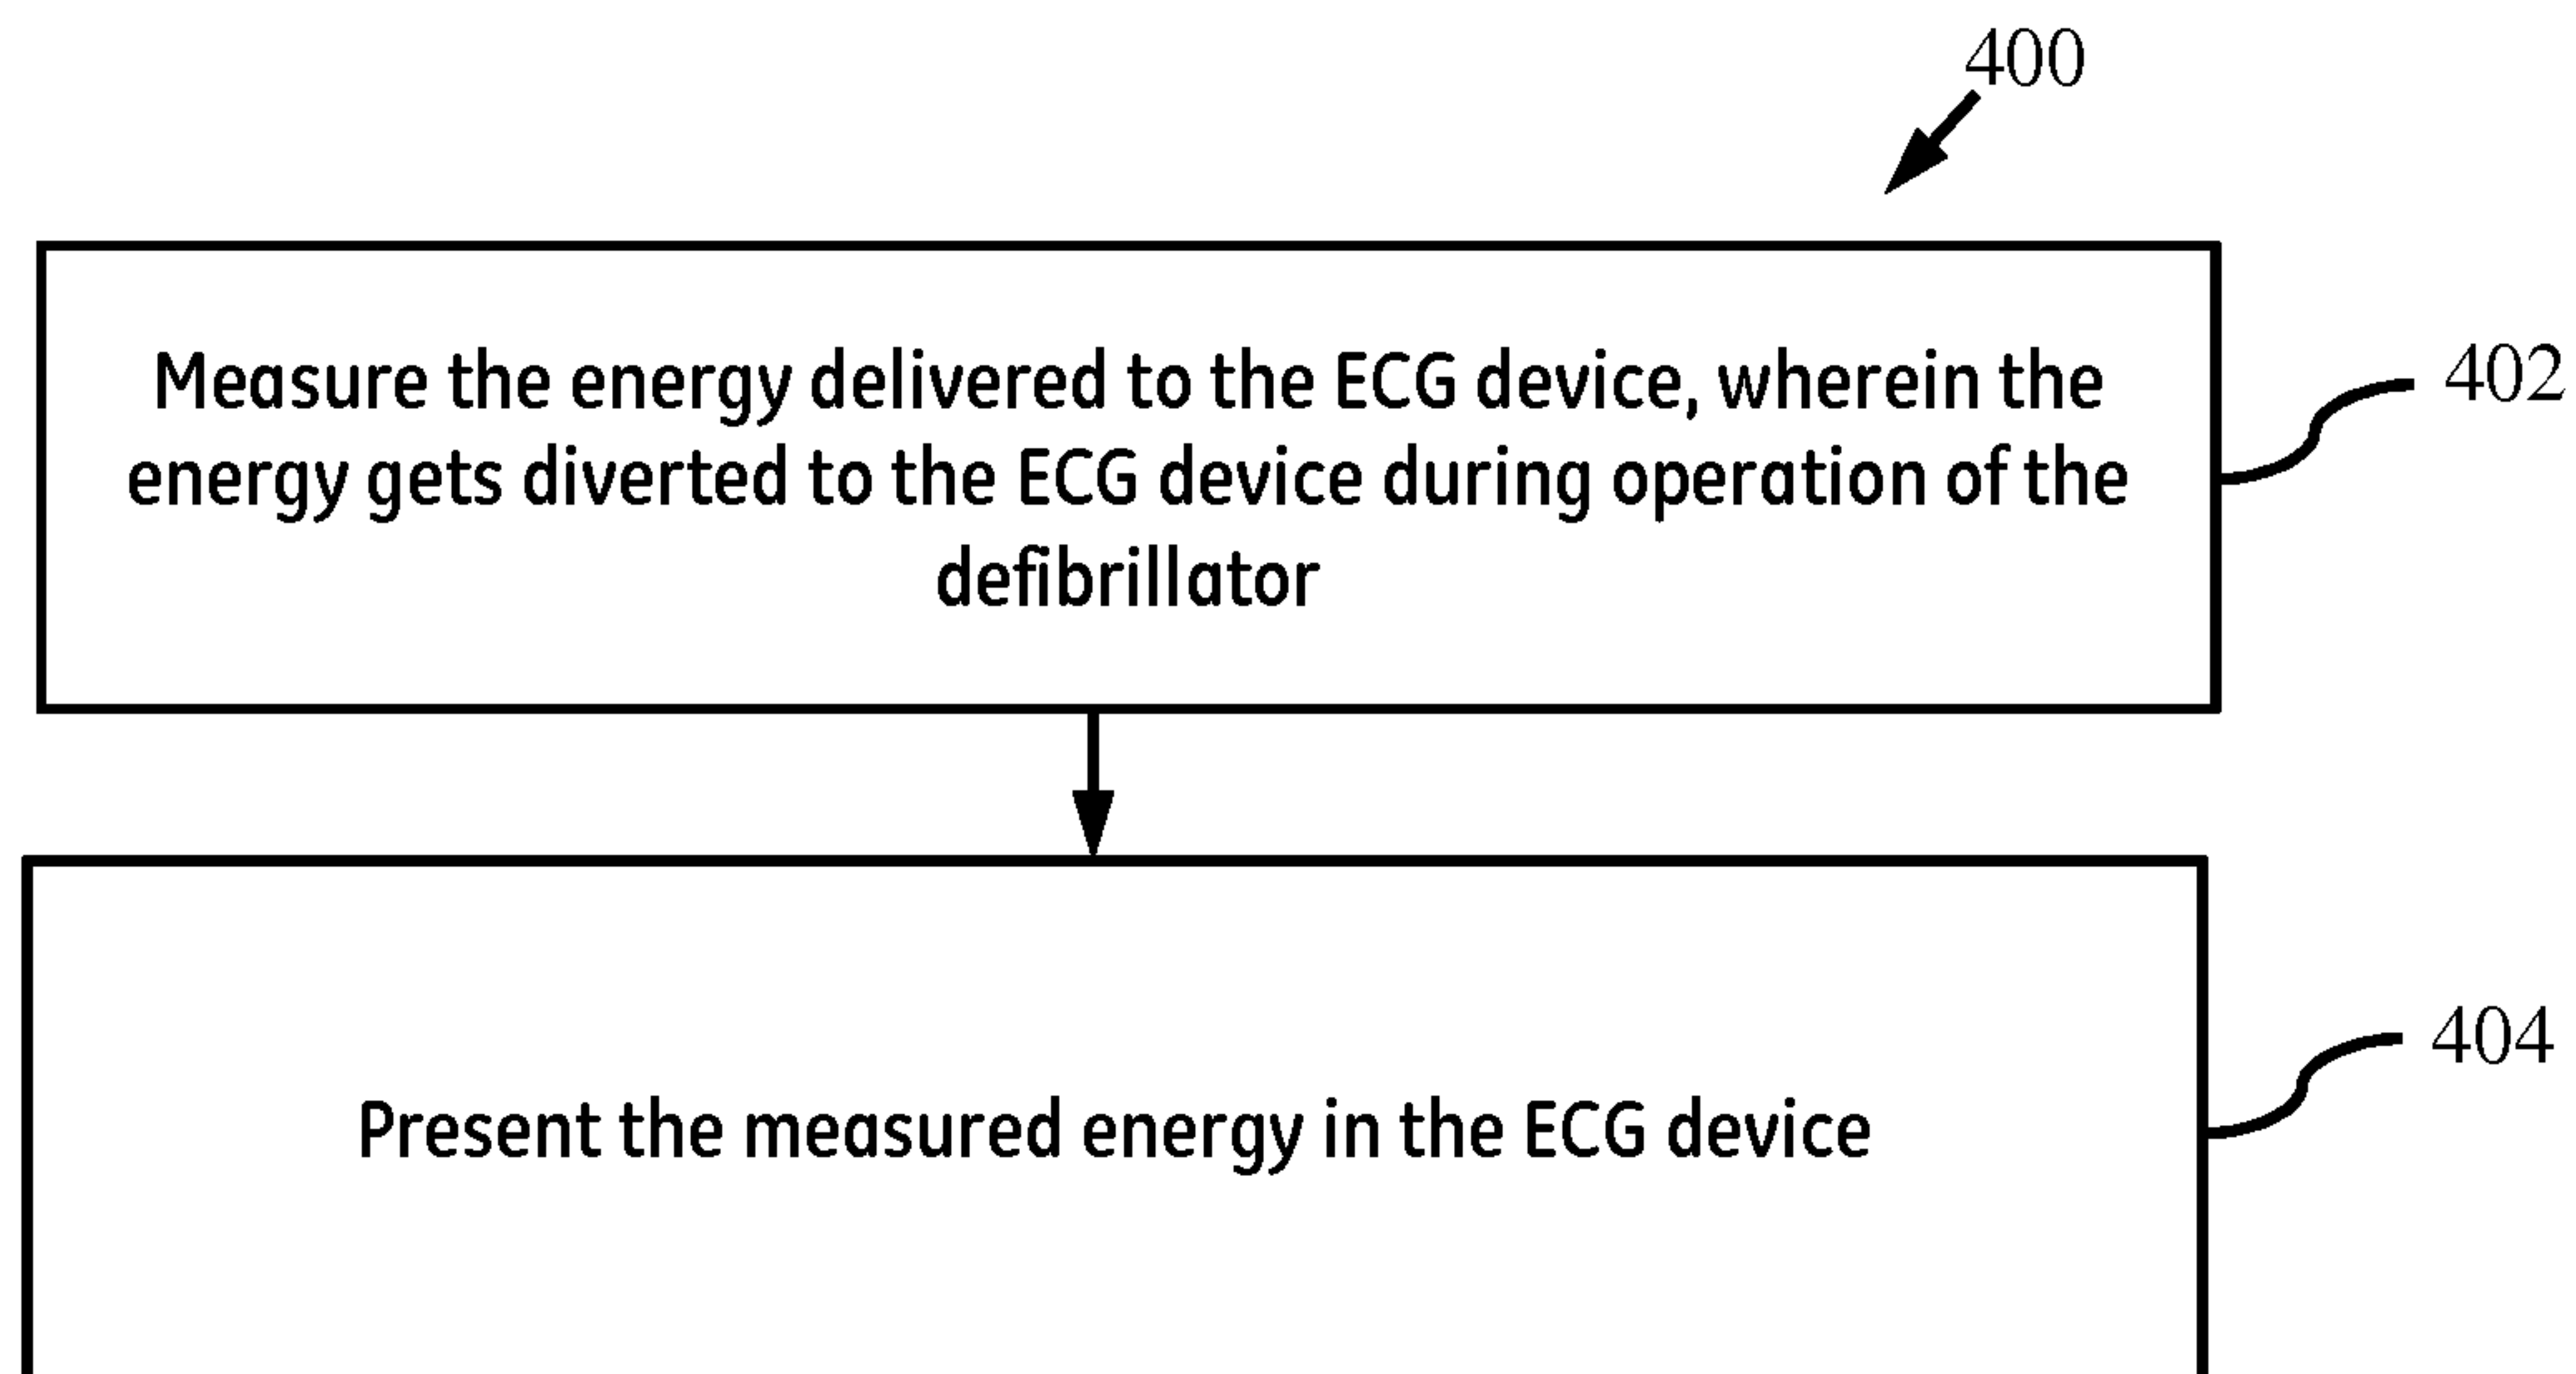 400
Measure the energy delivered to the ECG device, wherein the
energy gets diverted to the ECG device during operation of the
defibrillator
402
Present the measured energy in the ECG device
404